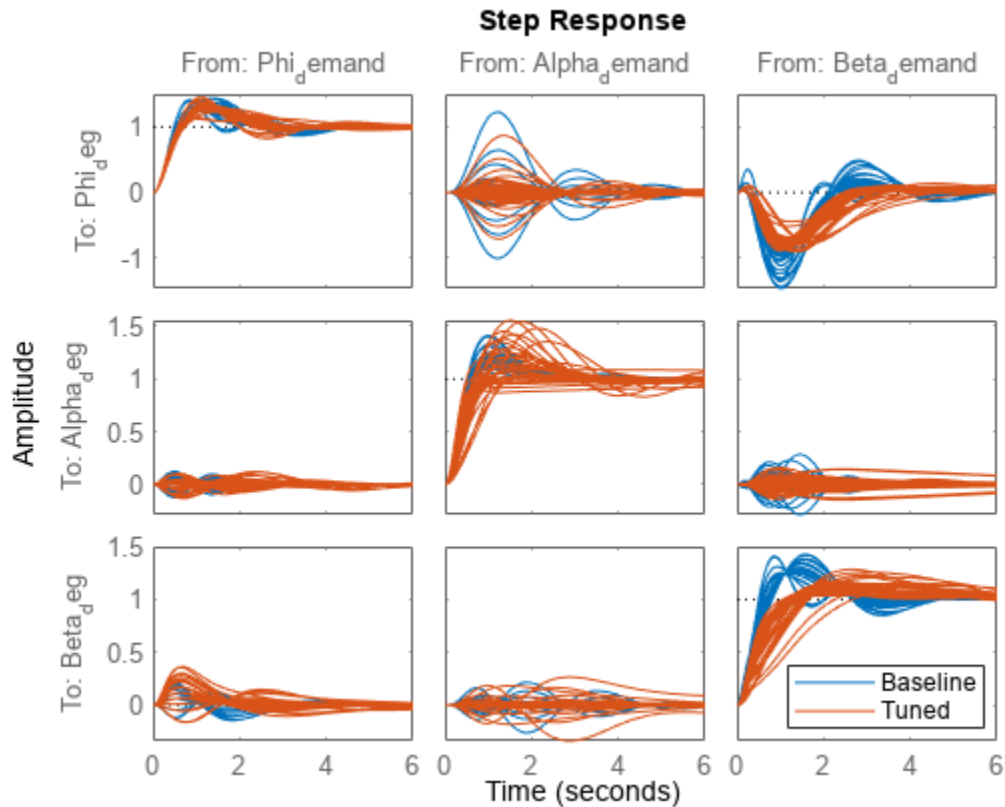 Step Response
From: Phi_demand
From: Alpha_demand
From: Beta_demand
Amplitude
To: Phi_deg
1
0
-1
To: Alpha_deg
1.5
1
0.5
0
To: Beta_deg
1.5
1
0.5
0
Baseline
Tuned
0 2 4 6
0 2 4 6
0 2 4 6
Time (seconds)